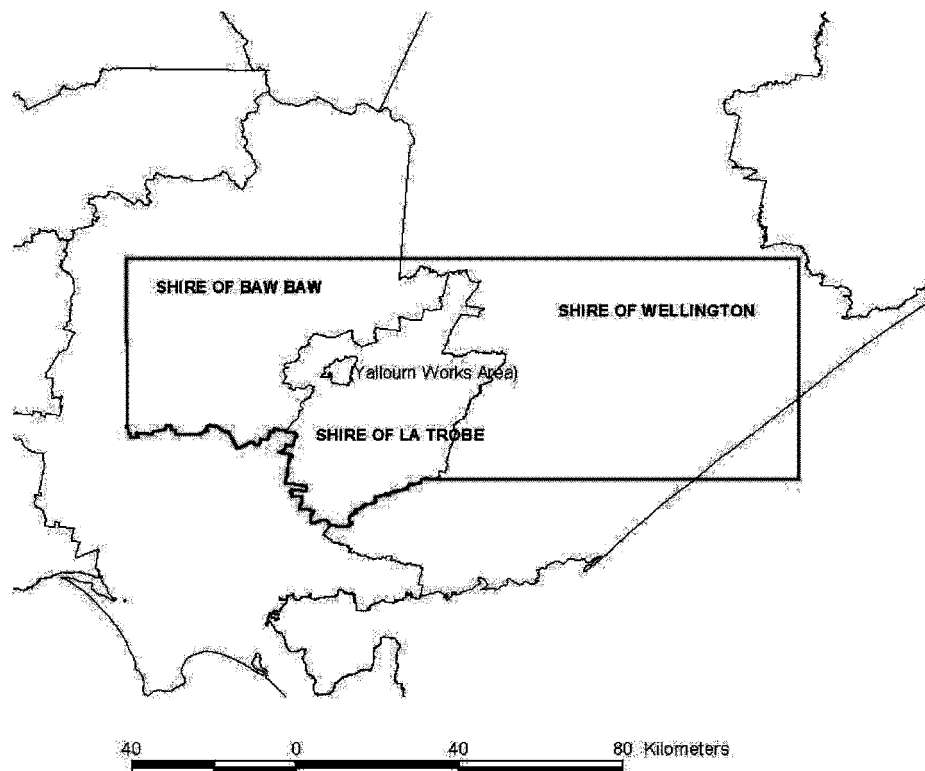 SHIRE OF BAW BAW
SHIRE OF WELLINGTON
(Yallourn Works Area)
SHIRE OF LA TROBE
40 0 40 80 Kilometers